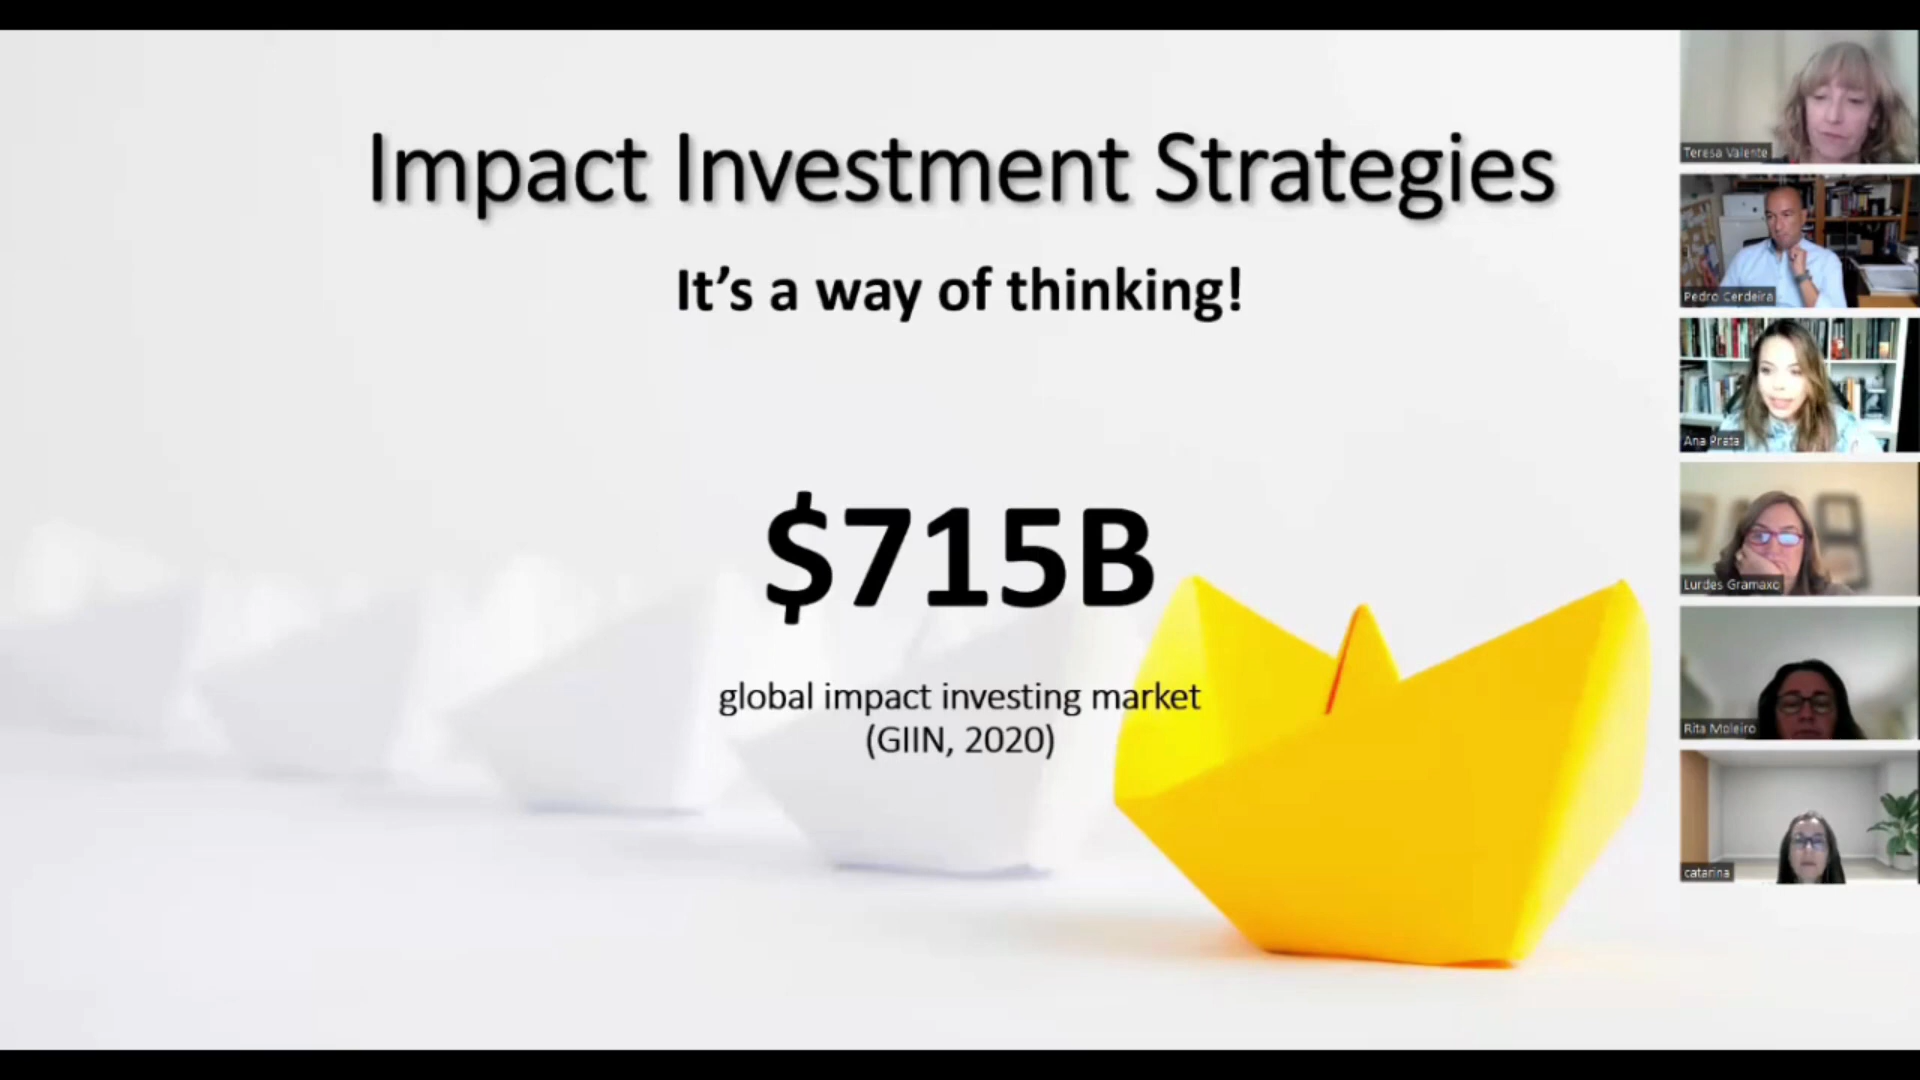 Impact Investment Strategies
It's a way of thinking!
$715B
global impact investing market
(GIIN, 2020)
Teresa Valente
Pedro Cerdeira
Ana Prata
Lurdes Gramaxo
Rita Moleiro
catarina